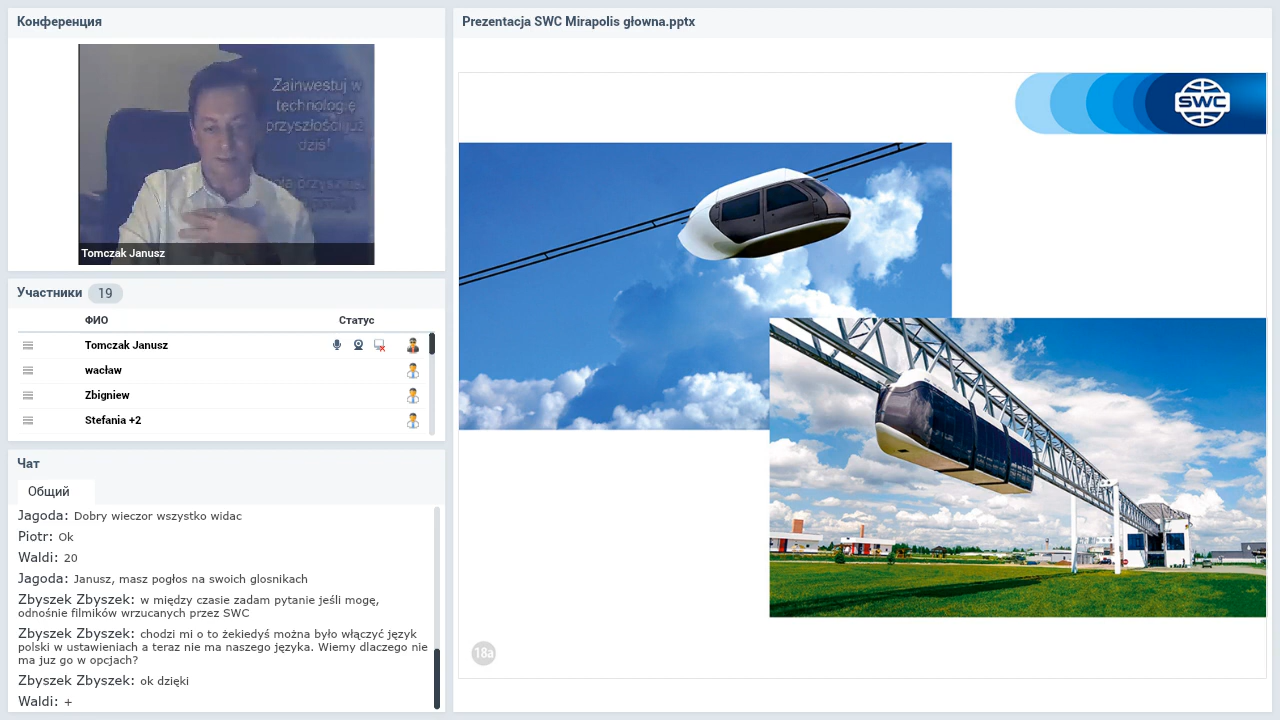 Конференция
Zainwestuj w
technologię
przyszłości już
dziś!
Tomczak Janusz
Участники 19
ФИО Статус
Tomczak Janusz
wacław
Zbigniew
Stefania +2
Чат
Общий
Jagoda: Dobry wieczor wszystko widac
Piotr: Ok
Waldi: 20
Jagoda: Janusz, masz pogłos na swoich glosnikach
Zbyszek Zbyszek: w między czasie zadam pytanie jeśli mogę,
odnośnie filmików wrzucanych przez SWC
Zbyszek Zbyszek: chodzi mi o to żekiedyś można było włączyć język
polski w ustawieniach a teraz nie ma naszego języka. Wiemy dlaczego nie
ma juz go w opcjach?
Zbyszek Zbyszek: ok dzięki
Waldi: +
Prezentacja SWC Mirapolis głowna.pptx
SWC
18a